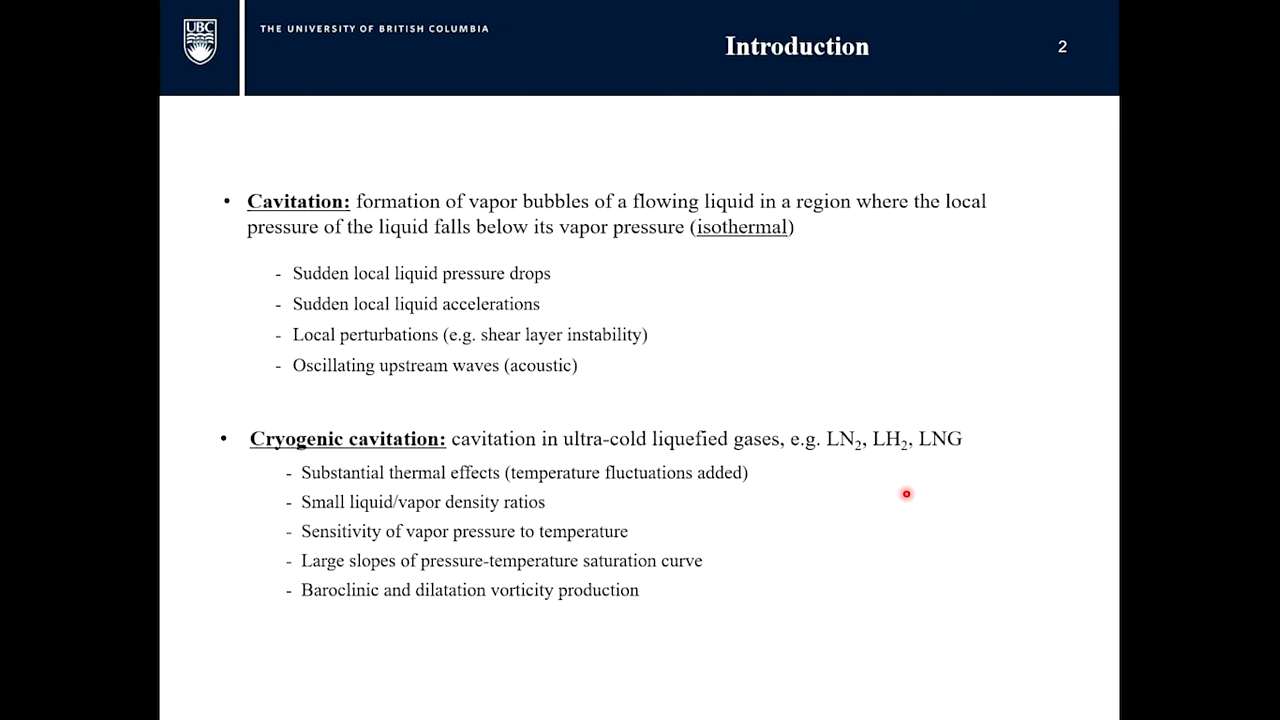 UBC
THE UNIVERSITY OF BRITISH COLUMBIA
Introduction
2
• Cavitation: formation of vapor bubbles of a flowing liquid in a region where the local
pressure of the liquid falls below its vapor pressure (isothermal)
- Sudden local liquid pressure drops
- Sudden local liquid accelerations
- Local perturbations (e.g. shear layer instability)
- Oscillating upstream waves (acoustic)
• Cryogenic cavitation: cavitation in ultra-cold liquefied gases, e.g. LN₂, LH₂, LNG
- Substantial thermal effects (temperature fluctuations added)
- Small liquid/vapor density ratios
- Sensitivity of vapor pressure to temperature
- Large slopes of pressure-temperature saturation curve
- Baroclinic and dilatation vorticity production